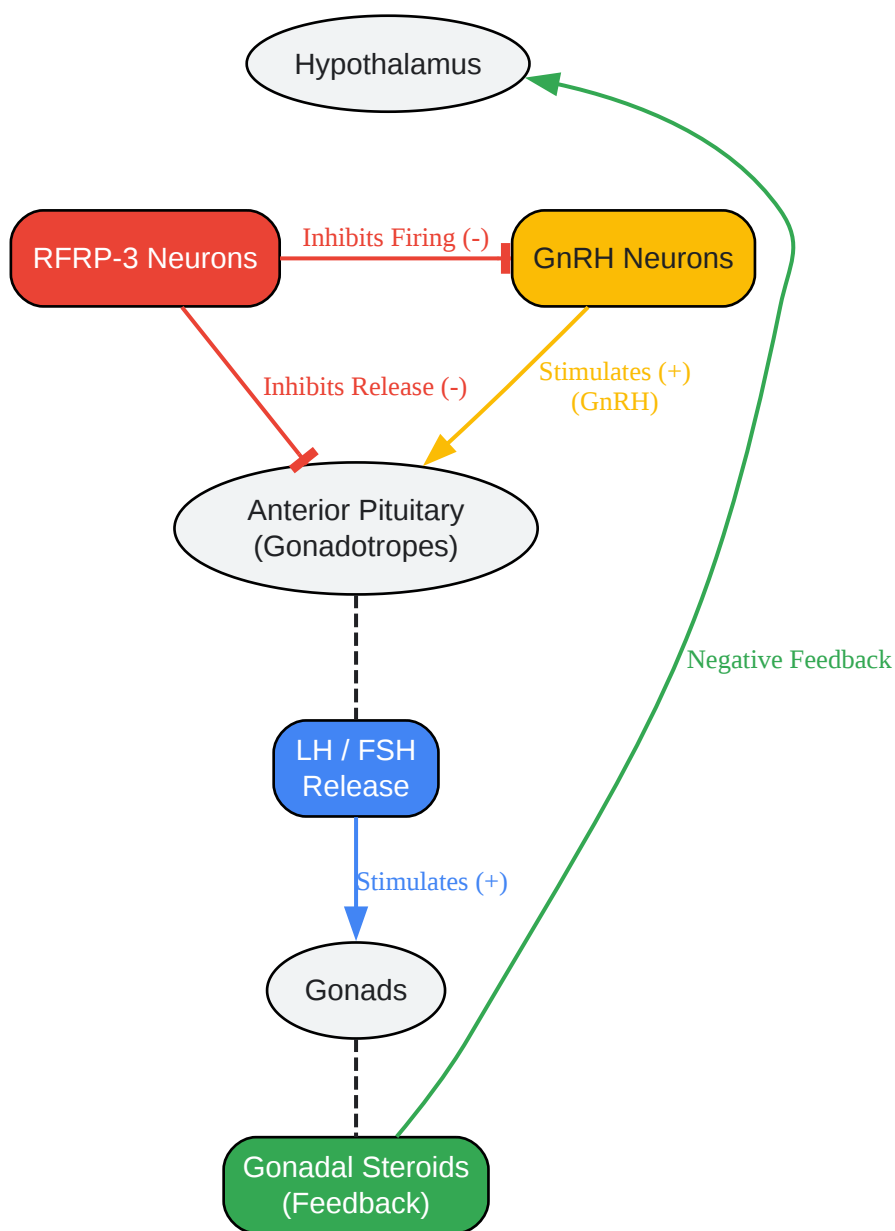 Hypothalamus
RFRP-3 Neurons
Inhibits Firing (-)
GnRH Neurons
Inhibits Release (-)
Stimulates (+)
(GnRH)
Anterior Pituitary
(Gonadotropes)
Negative Feedback
LH / FSH
Release
Stimulates (+)
Gonads
Gonadal Steroids
(Feedback)